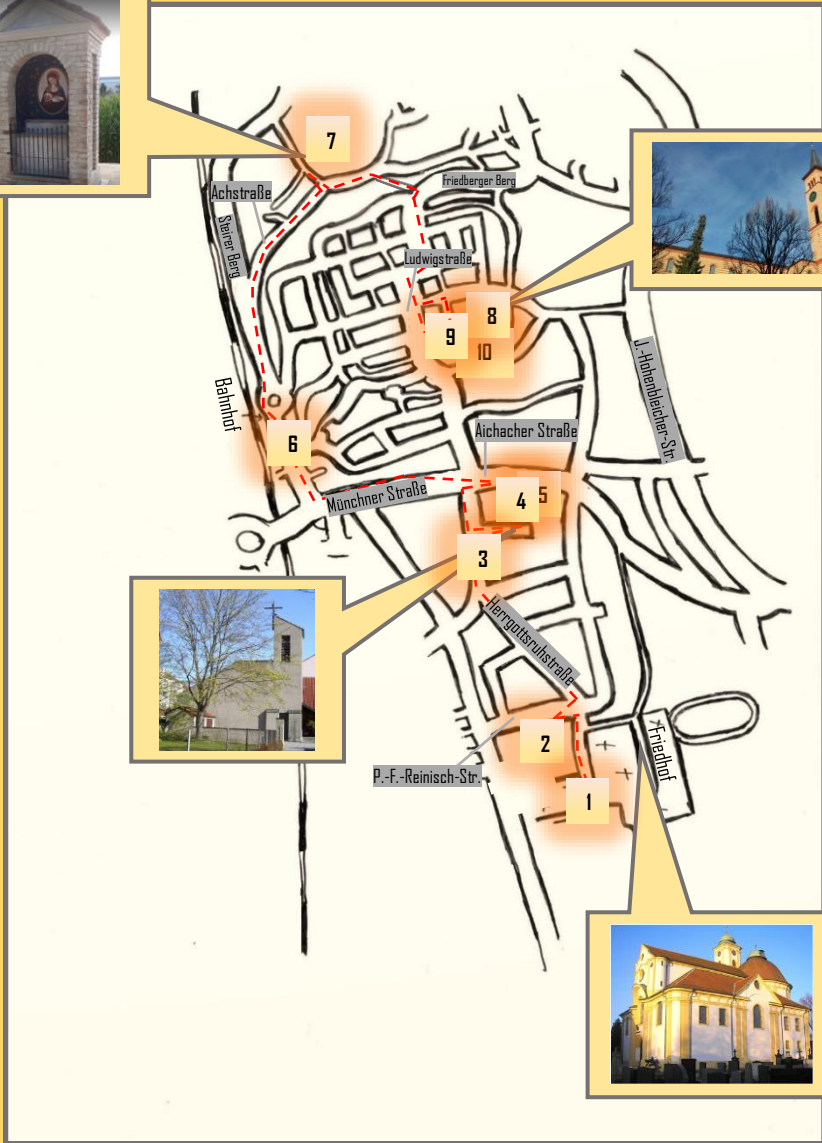 7
Friedberger Berg
Achstraße
Steirer Berg
Ludwigstraße
8
9
10
J.-Hohenbleicher-Str.
Bahnhof
6
Aichacher Straße
Münchner Straße
4
5
3
Herrgottsruhstraße
2
P.-F.-Reinisch-Str.
Friedhof
1